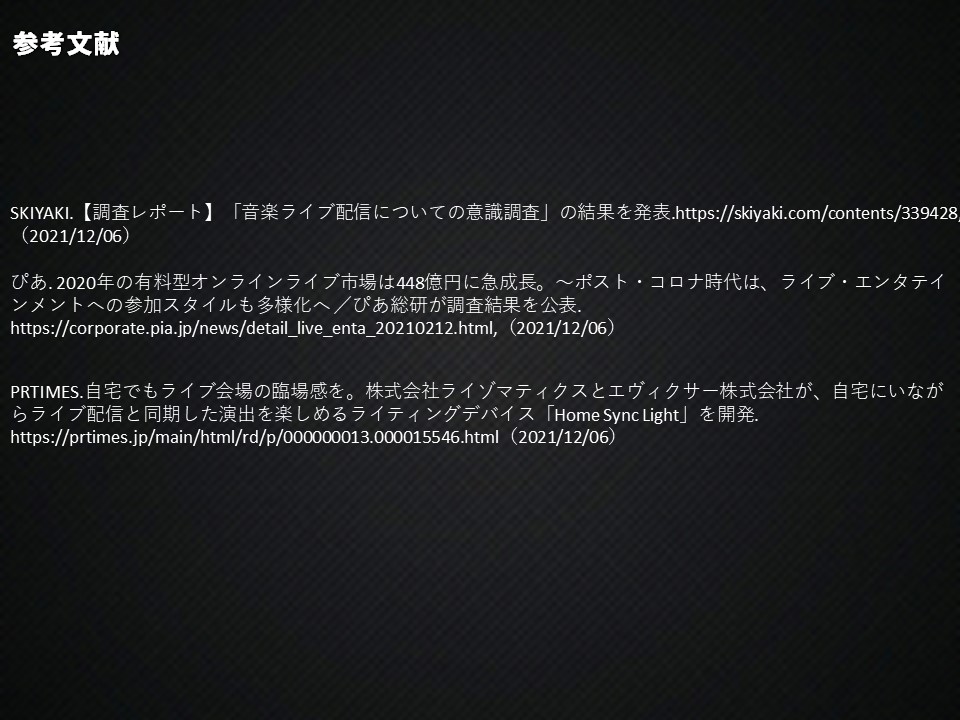 参考文献
SKIYAKI.【調査レポート】「音楽ライブ配信についての意識調査」の結果を発表.https://skiyaki.com/contents/339428,
（2021/12/06）
ぴあ. 2020年の有料型オンラインライブ市場は448億円に急成長。～ポスト・コロナ時代は、ライブ・エンタテイ
ンメントへの参加スタイルも多様化へ ／ぴあ総研が調査結果を公表.
https://corporate.pia.jp/news/detail_live_enta_20210212.html,（2021/12/06）
PRTIMES.自宅でもライブ会場の臨場感を。株式会社ライゾマティクスとエヴィクサー株式会社が、自宅にいなが
らライブ配信と同期した演出を楽しめるライティングデバイス「Home Sync Light」を開発.
https://prtimes.jp/main/html/rd/p/000000013.000015546.html（2021/12/06）